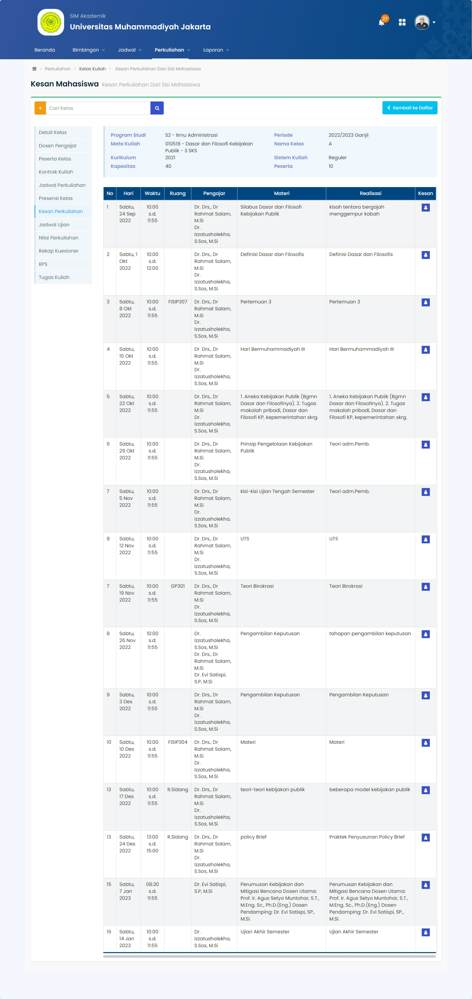 SIM Akademik
Universitas Muhammadiyah Jakarta
27
Beranda
Bimbingan
Jadwal
Perkuliahan
Laporan
Perkuliahan > Kelas Kuliah > Kesan Perkuliahan Dari Sisi Mahasiswa
Kesan Mahasiswa Kesan Perkuliahan Dari Sisi Mahasiswa
« Cari Kelas
Kembali ke Daftar
Detail Kelas
Dosen Pengajar
Peserta Kelas
Kontrak Kuliah
Jadwal Perkuliahan
Presensi Kelas
Kesan Perkuliahan
Jadwal Ujian
Nilai Perkuliahan
Rekap Kuesioner
RPS
Tugas Kuliah
Program Studi S2 - Ilmu Administrasi
Periode 2022/2023 Ganjil
Mata Kuliah 010518 - Dasar dan Filosofi Kebijakan
Publik - 3 SKS
Nama Kelas A
Kurikulum 2021
Sistem Kuliah Reguler
Kapasitas 40
Peserta 10
No Hari Waktu Ruang Pengajar Materi Realisasi Kesan
1 Sabtu, 10:00 Dr. Drs., Dr Silabus Dasar dan Filosofi kisah tentara bergajah
24 Sep s.d. Rahmat Salam, Kebijakan Publik menggempur kabah
2022 11:55 M.Si
Dr.
Izzatusholekha,
S.Sos, M.Si
2 Sabtu, 1 10:00 Dr. Drs., Dr Definisi Dasar dan Filosofis Definisi Dasar dan Filosofis
Okt s.d. Rahmat Salam,
2022 12:00 M.Si
Dr.
Izzatusholekha,
S.Sos, M.Si
3 Sabtu, 10:00 FISIP307 Dr. Drs., Dr Pertemuan 3 Pertemuan 3
8 Okt s.d. Rahmat Salam,
2022 11:55 M.Si
Dr.
Izzatusholekha,
S.Sos, M.Si
4 Sabtu, 10:00 Dr. Drs., Dr Hari Bermuhammadiyah III Hari Bermuhammadiyah III
15 Okt s.d. Rahmat Salam,
2022 11:55 M.Si
Dr.
Izzatusholekha,
S.Sos, M.Si
5 Sabtu, 10:00 Dr. Drs., Dr 1. Aneka Kebijakan Publik (Bgmn 1. Aneka Kebijakan Publik (Bgmn
22 Okt s.d. Rahmat Salam, Dasar dan Filosofinya). 2. Tugas Dasar dan Filosofinya). 2. Tugas
2022 11:55 M.Si makalah pribadi, Dasar dan makalah pribadi, Dasar dan
Dr. Filosofi KP, kepemerintahan skrg. Filosofi KP, kepemerintahan skrg.
Izzatusholekha,
S.Sos, M.Si
6 Sabtu, 10:00 Dr. Drs., Dr Prinsip Pengelolaan Kebijakan Teori adm.Pemb.
29 Okt s.d. Rahmat Salam, Publik
2022 11:55 M.Si
Dr.
Izzatusholekha,
S.Sos, M.Si
7 Sabtu, 10:00 Dr. Drs., Dr kisi-kisi Ujian Tengah Semester Teori adm.Pemb.
5 Nov s.d. Rahmat Salam,
2022 11:55 M.Si
Dr.
Izzatusholekha,
S.Sos, M.Si
8 Sabtu, 10:00 Dr. Drs., Dr UTS UTS
12 Nov s.d. Rahmat Salam,
2022 11:55 M.Si
Dr.
Izzatusholekha,
S.Sos, M.Si
7 Sabtu, 10:00 GP301 Dr. Drs., Dr Teori Birokrasi Teori Birokrasi
19 Nov s.d. Rahmat Salam,
2022 11:55 M.Si
Dr.
Izzatusholekha,
S.Sos, M.Si
8 Sabtu, 10:00 Dr. Pengambilan Keputusan tahapan pengambilan keputusan
26 Nov s.d. Izzatusholekha,
2022 11:55 S.Sos, M.Si
Dr. Drs., Dr
Rahmat Salam,
M.Si
Dr. Evi Satispi,
S.P, M.Si
9 Sabtu, 10:00 Dr. Drs., Dr Pengambilan Keputusan Pengambilan Keputusan
3 Des s.d. Rahmat Salam,
2022 11:55 M.Si
Dr.
Izzatusholekha,
S.Sos, M.Si
10 Sabtu, 10:00 FISIP304 Dr. Drs., Dr Materi Materi
10 Des s.d. Rahmat Salam,
2022 11:55 M.Si
Dr.
Izzatusholekha,
S.Sos, M.Si
13 Sabtu, 10:00 R.Sidang Dr. Drs., Dr teori-teori kebijakan publik beberapa model kebijakan publik
17 Des s.d. Rahmat Salam,
2022 11:55 M.Si
Dr.
Izzatusholekha,
S.Sos, M.Si
13 Sabtu, 13:00 R.Sidang Dr. Drs., Dr policy Brief Praktek Penyusunan Policy Brief
24 Des s.d. Rahmat Salam,
2022 15:00 M.Si
Dr.
Izzatusholekha,
S.Sos, M.Si
15 Sabtu, 08:30 Dr. Evi Satispi, Perumusan Kebijakan dan Perumusan Kebijakan dan
7 Jan s.d. S.P, M.Si Mitigasi Bencana Dosen Utama: Mitigasi Bencana Dosen Utama:
2023 11:55 Prof. Ir. Agus Setyo Muntohar, S.T., Prof. Ir. Agus Setyo Muntohar, S.T.,
M.Eng. Sc., Ph.D.(Eng.) Dosen M.Eng. Sc., Ph.D.(Eng.) Dosen
Pendamping: Dr. Evi Satispi, SP., Pendamping: Dr. Evi Satispi, SP.,
M.Si. M.Si.
16 Sabtu, 10:00 Dr. Ujian Akhir Semester Ujian Akhir Semester
14 Jan s.d. Izzatusholekha,
2023 11:55 S.Sos, M.Si